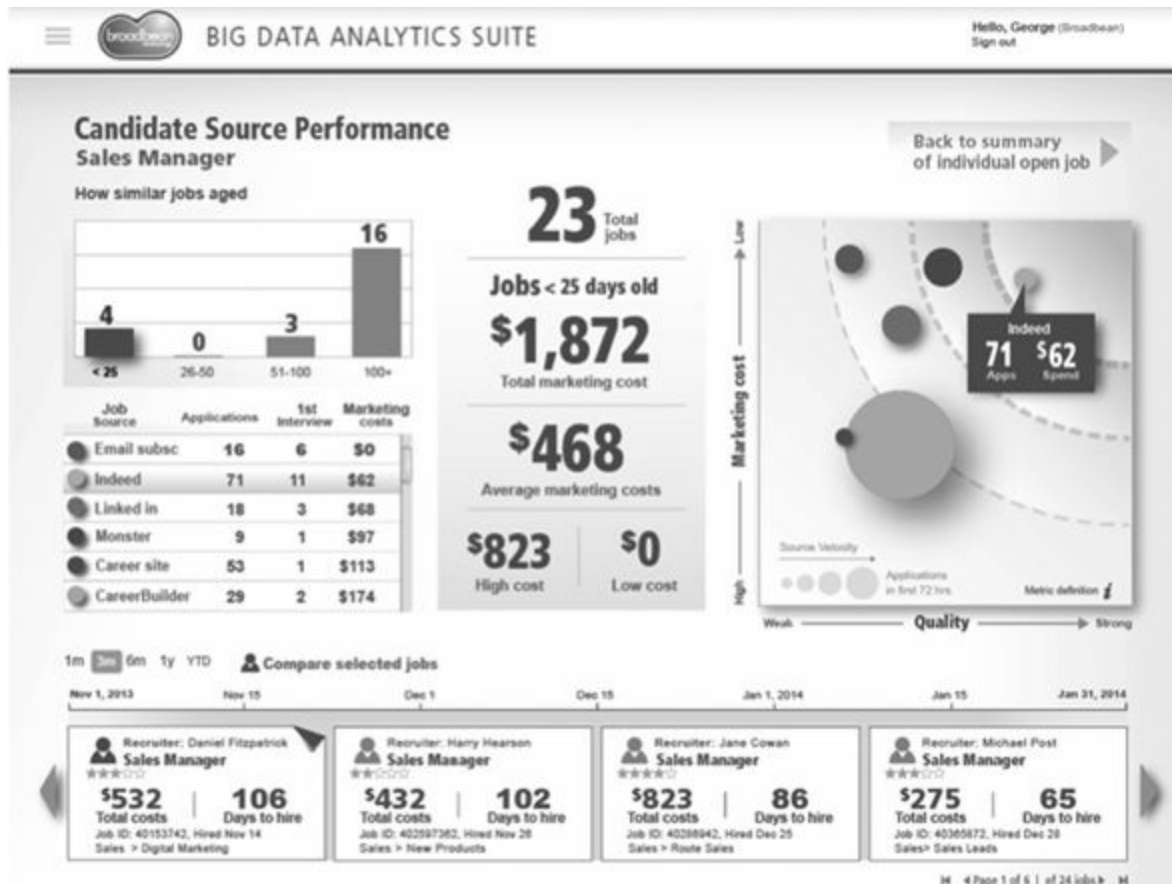 broadbean
BIG DATA ANALYTICS SUITE
Hello, George (Broadbean)
Sign out
Candidate Source Performance
Sales Manager
Back to summary
of individual open job
How similar jobs aged
4
0
3
16
< 25
26-50
51-100
100+
Job Source Applications 1st Interview Marketing costs
Email subsc 16 6 $0
Indeed 71 11 $62
Linked in 18 3 $68
Monster 9 1 $97
Career site 53 1 $113
CareerBuilder 29 2 $174
23 Total jobs
Jobs < 25 days old
$1,872
Total marketing cost
$468
Average marketing costs
$823
High cost
$0
Low cost
Low
Marketing cost
High
Indeed
71 $62
Apps Spend
Source Velocity
Applications
in first 72 hrs
Metric definition i
Weak Quality Strong
1m 3m 6m 1y YTD Compare selected jobs
Nov 1, 2013 Nov 15 Dec 1 Dec 15 Jan 1, 2014 Jan 15 Jan 31, 2014
Recruiter: Daniel Fitzpatrick
Sales Manager
$532 106
Total costs Days to hire
Job ID: 40153742, Hired Nov 14
Sales > Digital Marketing
Recruiter: Harry Hearson
Sales Manager
$432 102
Total costs Days to hire
Job ID: 402597362, Hired Nov 26
Sales > New Products
Recruiter: Jane Cowan
Sales Manager
$823 86
Total costs Days to hire
Job ID: 40286942, Hired Dec 25
Sales > Route Sales
Recruiter: Michael Post
Sales Manager
$275 65
Total costs Days to hire
Job ID: 40365872, Hired Dec 28
Sales> Sales Leads
Page 1 of 6 | of 24 jobs